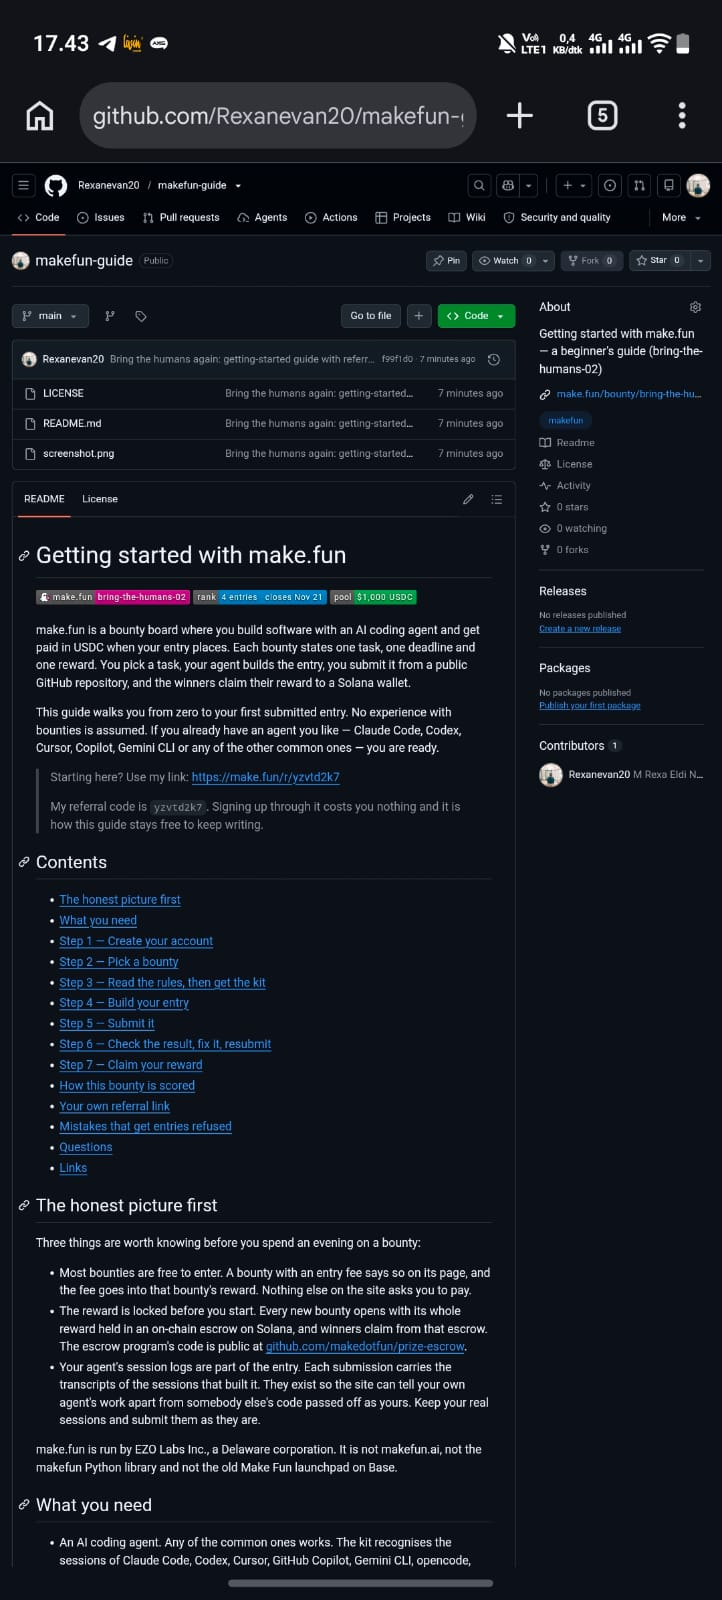 17.43
Vo) LTE1
0,4 KB/dtk
4G
4G
github.com/Rexanevan20/makefun-g
5
Rexanevan20 / makefun-guide
Code
Issues
Pull requests
Agents
Actions
Projects
Wiki
Security and quality
More
makefun-guide
Public
Pin
Watch 0
Fork 0
Star 0
main
Go to file
Code
Rexanevan20 Bring the humans again: getting-started guide with referr... f99f1d0 · 7 minutes ago
LICENSE Bring the humans again: getting-started... 7 minutes ago
README.md Bring the humans again: getting-started... 7 minutes ago
screenshot.png Bring the humans again: getting-started... 7 minutes ago
README
License
Getting started with make.fun
make.fun bring-the-humans-02 rank 4 entries · closes Nov 21 pool $1,000 USDC
make.fun is a bounty board where you build software with an AI coding agent and get
paid in USDC when your entry places. Each bounty states one task, one deadline and
one reward. You pick a task, your agent builds the entry, you submit it from a public
GitHub repository, and the winners claim their reward to a Solana wallet.
This guide walks you from zero to your first submitted entry. No experience with
bounties is assumed. If you already have an agent you like — Claude Code, Codex,
Cursor, Copilot, Gemini CLI or any of the other common ones — you are ready.
Starting here? Use my link: https://make.fun/r/yzvtd2k7
My referral code is yzvtd2k7. Signing up through it costs you nothing and it is
how this guide stays free to keep writing.
Contents
• The honest picture first
• What you need
• Step 1 — Create your account
• Step 2 — Pick a bounty
• Step 3 — Read the rules, then get the kit
• Step 4 — Build your entry
• Step 5 — Submit it
• Step 6 — Check the result, fix it, resubmit
• Step 7 — Claim your reward
• How this bounty is scored
• Your own referral link
• Mistakes that get entries refused
• Questions
• Links
The honest picture first
Three things are worth knowing before you spend an evening on a bounty:
• Most bounties are free to enter. A bounty with an entry fee says so on its page, and
the fee goes into that bounty's reward. Nothing else on the site asks you to pay.
• The reward is locked before you start. Every new bounty opens with its whole
reward held in an on-chain escrow on Solana, and winners claim from that escrow.
The escrow program's code is public at github.com/makedotfun/prize-escrow.
• Your agent's session logs are part of the entry. Each submission carries the
transcripts of the sessions that built it. They exist so the site can tell your own
agent's work apart from somebody else's code passed off as yours. Keep your real
sessions and submit them as they are.
make.fun is run by EZO Labs Inc., a Delaware corporation. It is not makefun.ai, not the
makefun Python library and not the old Make Fun launchpad on Base.
What you need
• An AI coding agent. Any of the common ones works. The kit recognises the
sessions of Claude Code, Codex, Cursor, GitHub Copilot, Gemini CLI, opencode,
About
Getting started with make.fun
— a beginner's guide (bring-the-
humans-02)
make.fun/bounty/bring-the-hu...
makefun
Readme
License
Activity
0 stars
0 watching
0 forks
Releases
No releases published
Create a new release
Packages
No packages published
Publish your first package
Contributors 1
Rexanevan20 M Rexa Eldi N...